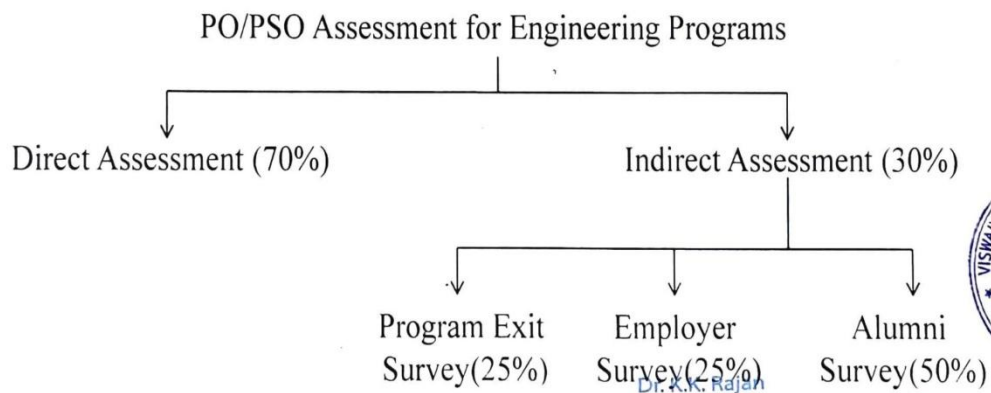 PO/PSO Assessment for Engineering Programs
Direct Assessment (70%)
Indirect Assessment (30%)
Program Exit
Survey(25%)
Employer
Survey(25%)
Alumni
Survey(50%)
Dr. K.K. Rajan